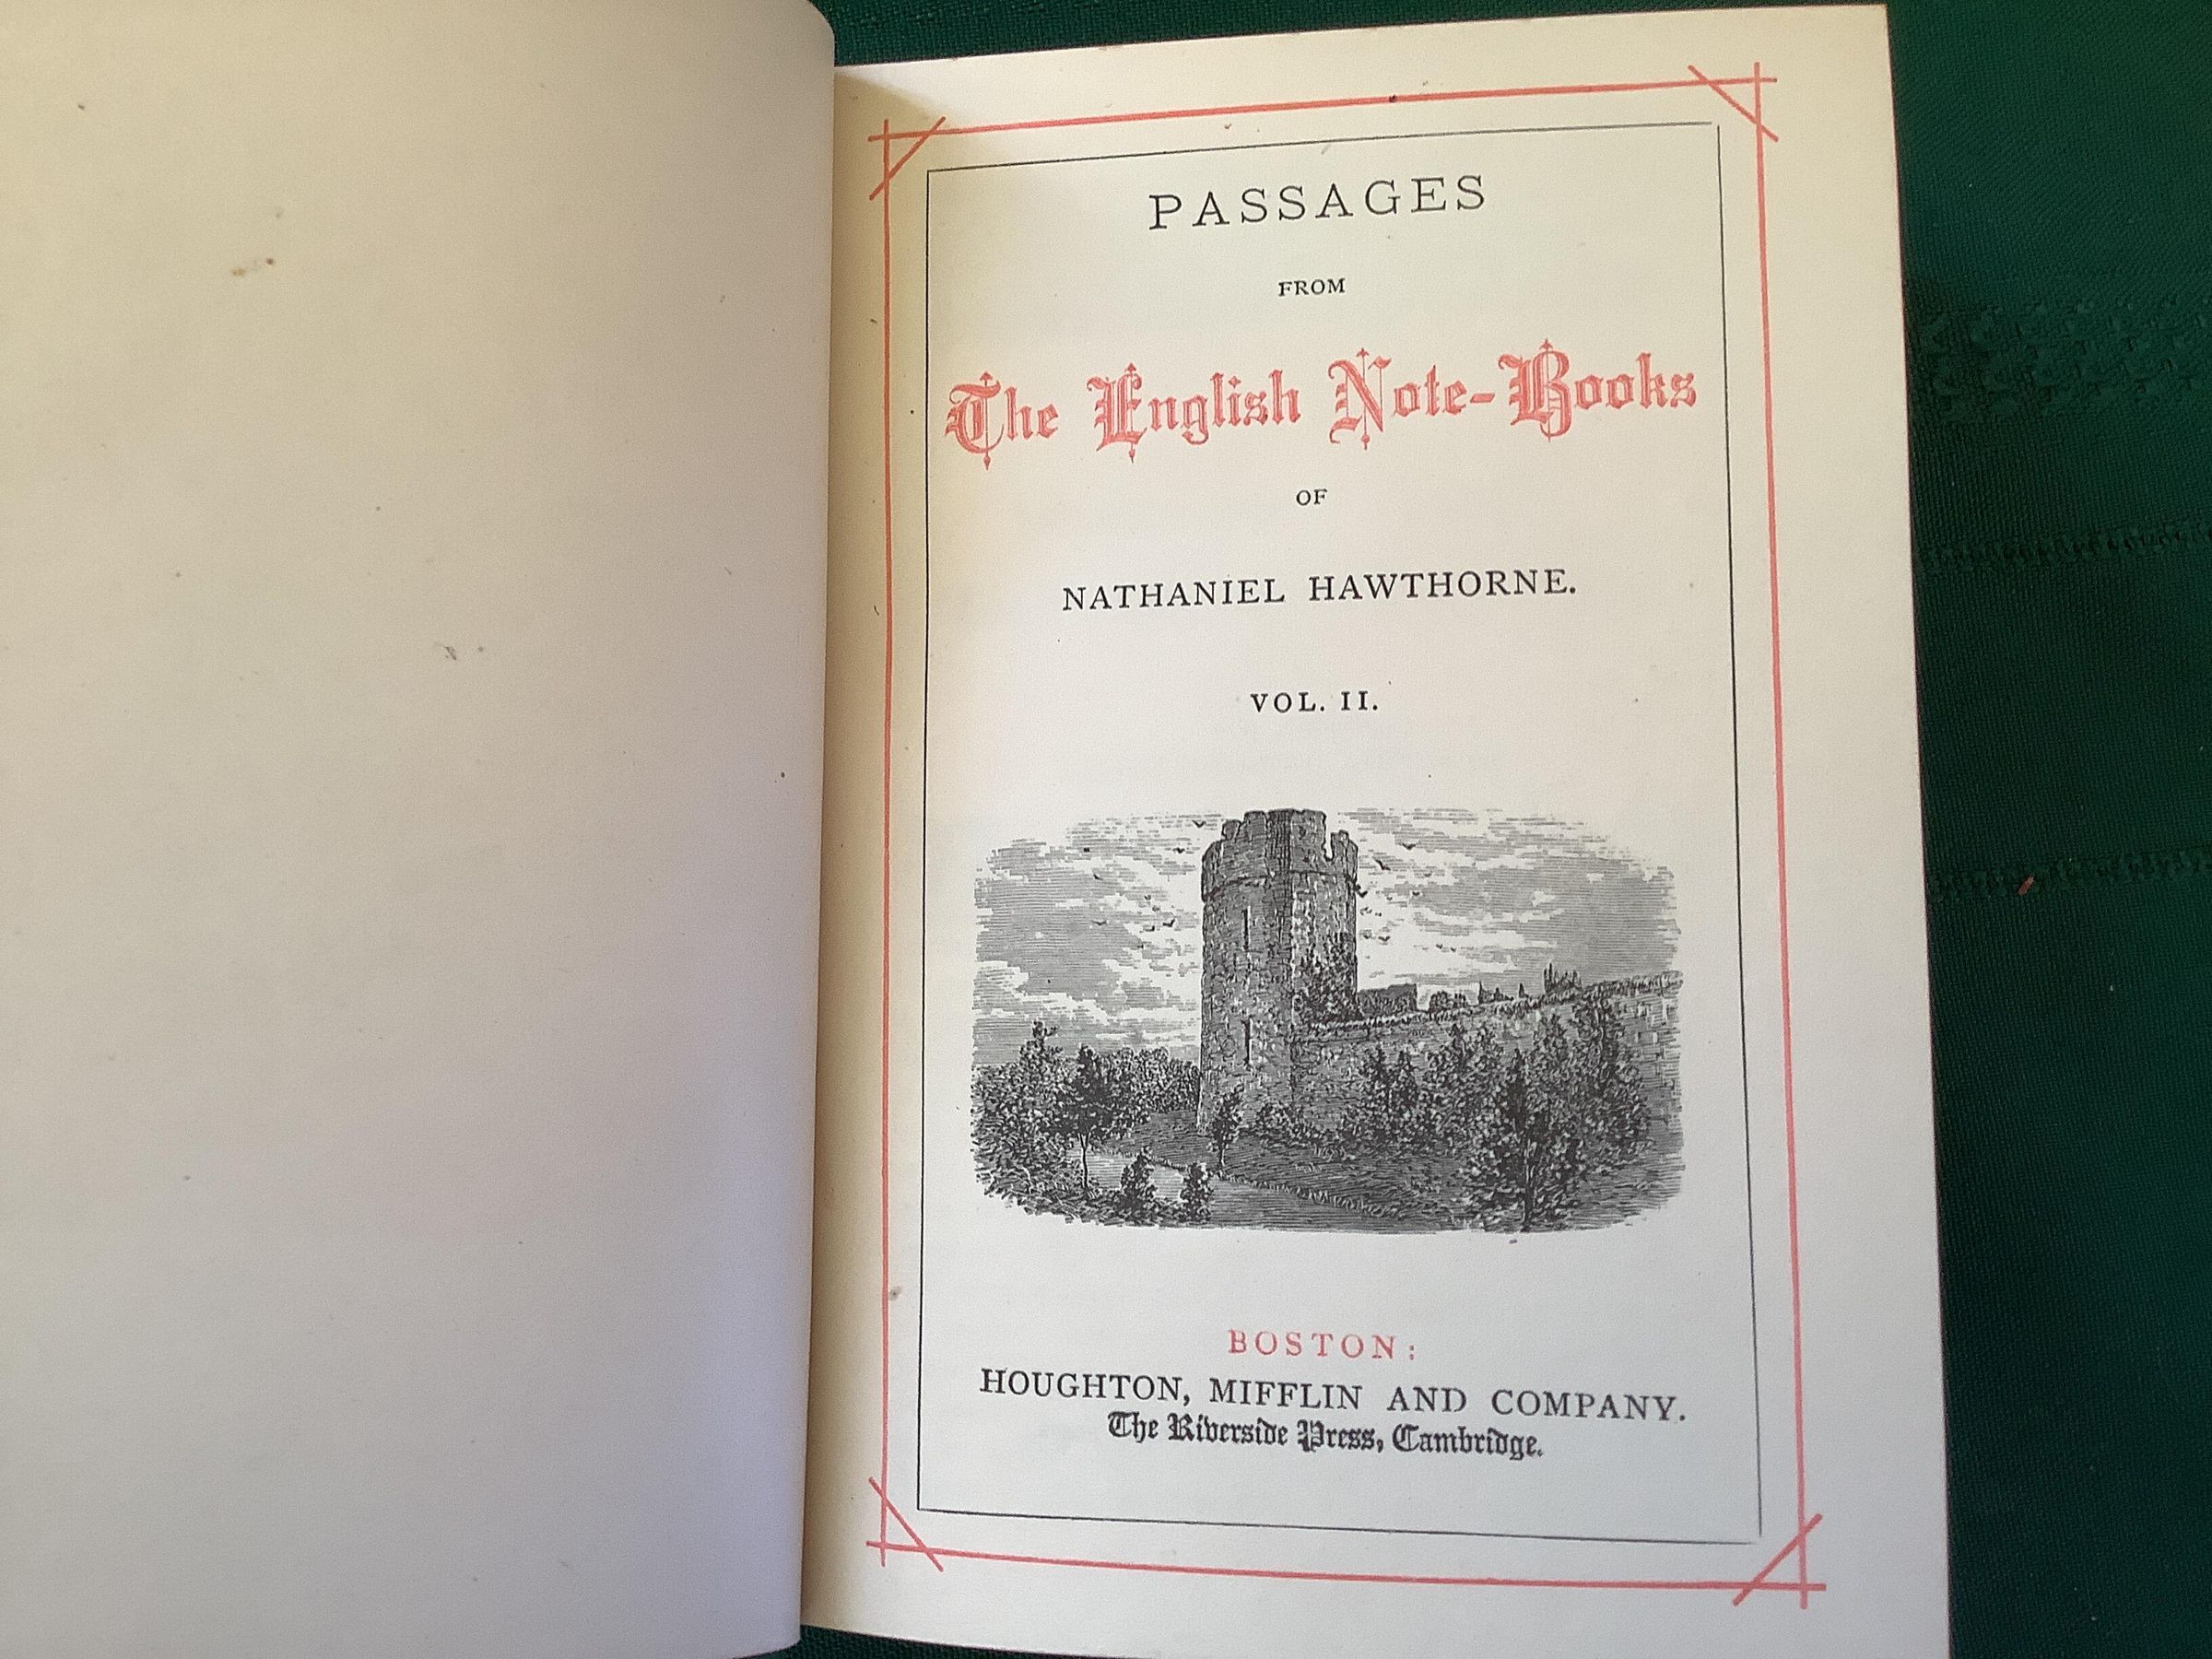 PASSAGES
FROM
The English Note-Books
OF
NATHANIEL HAWTHORNE.
VOL. II.
BOSTON:
HOUGHTON, MIFFLIN AND COMPANY.
The Riverside Press, Cambridge.